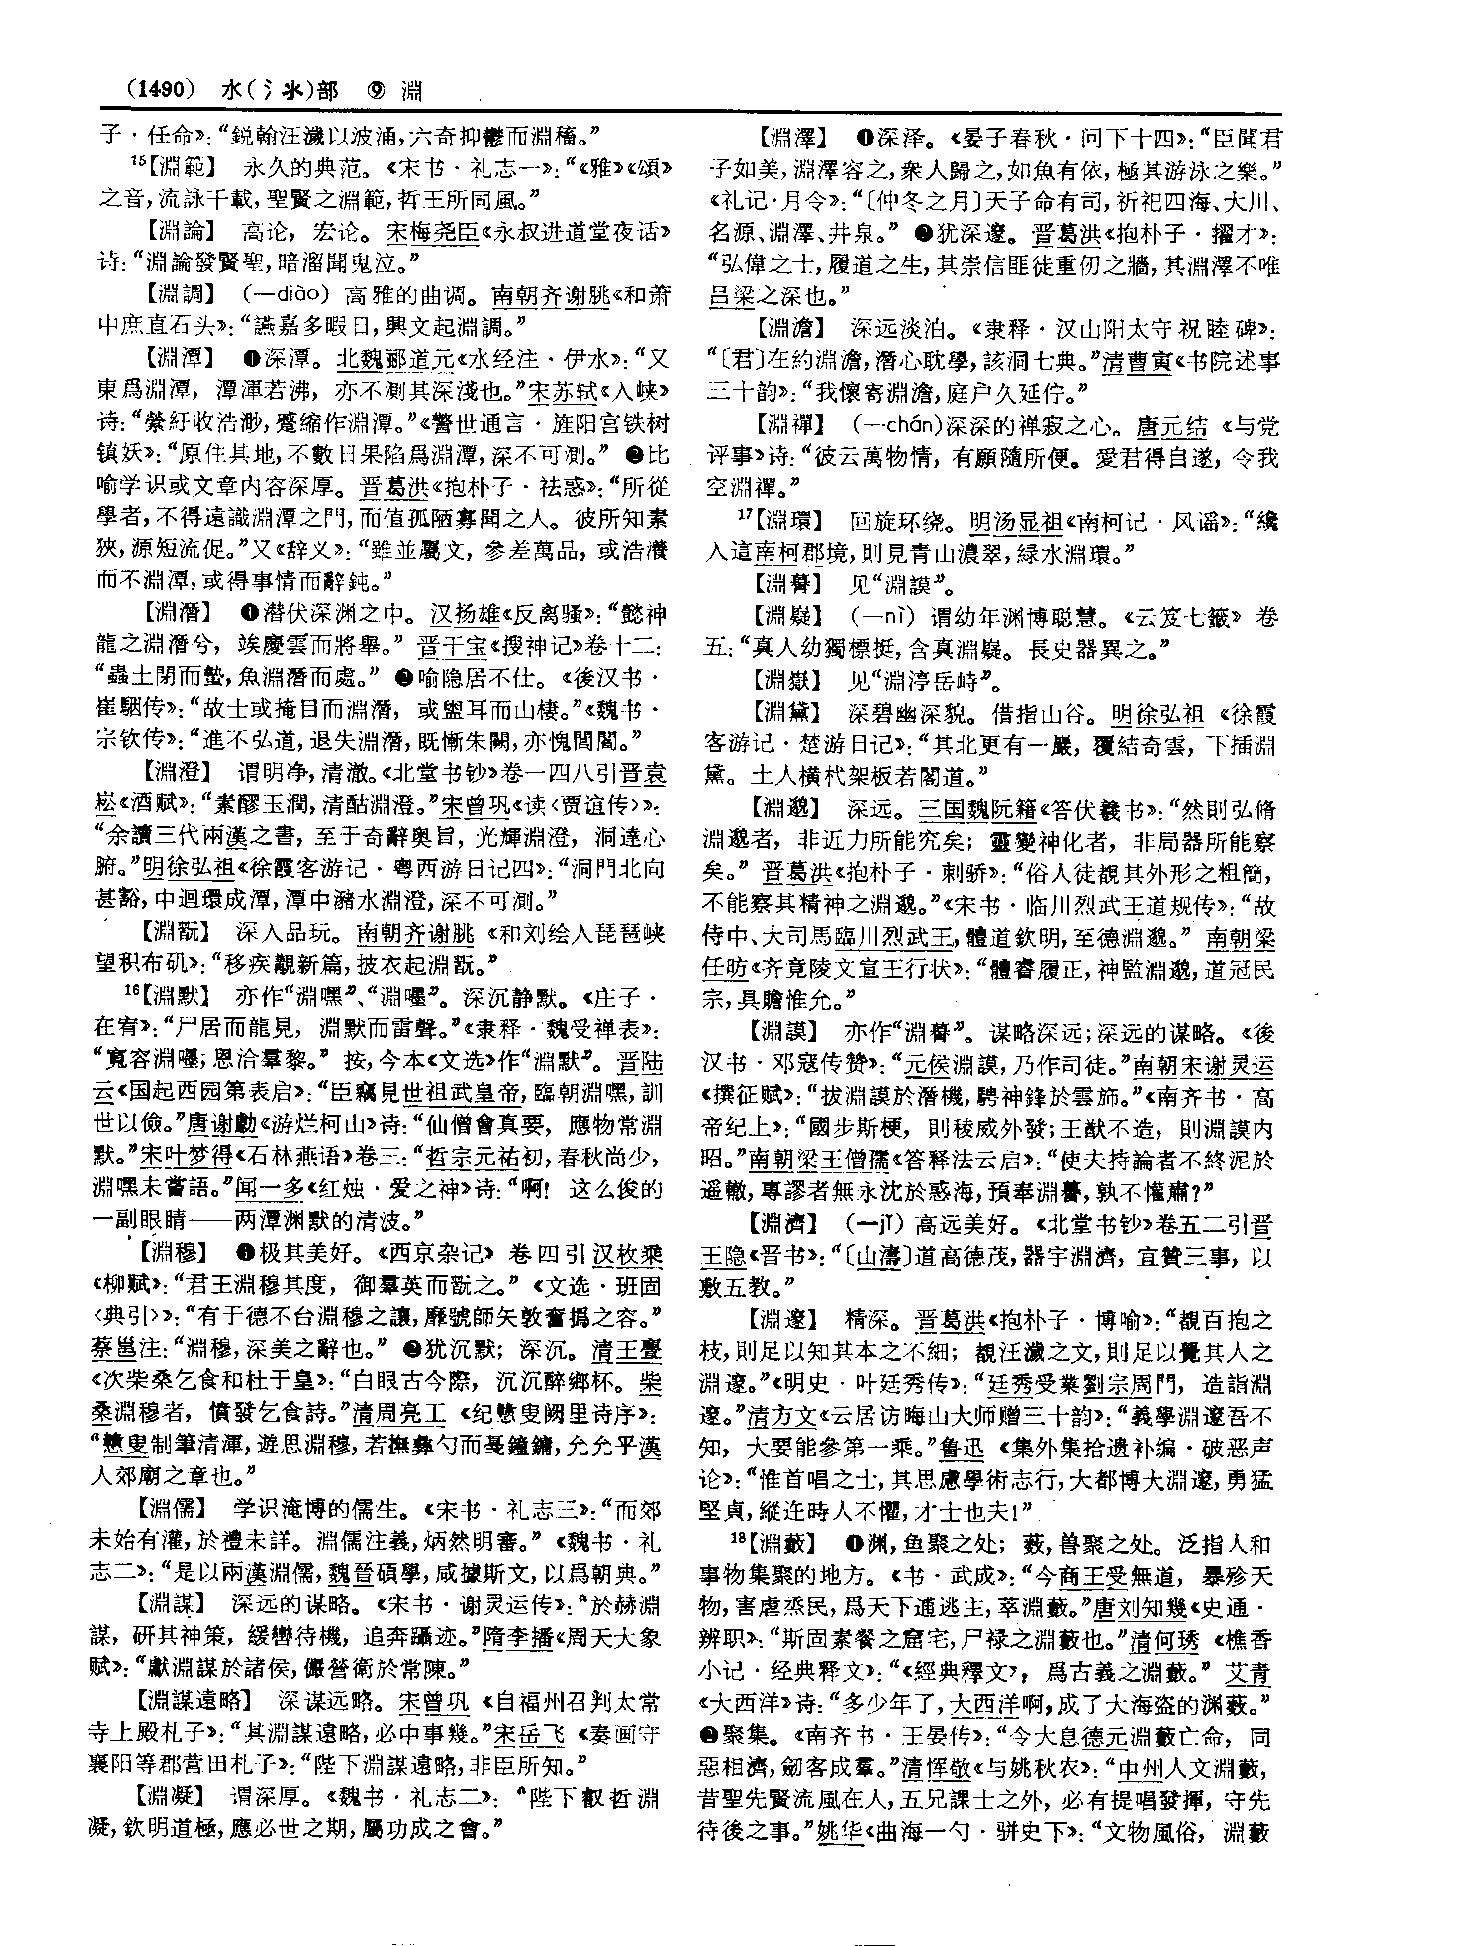 (1490) 水(氵氺)部 ⑨ 淵
子·任命》：“鋭翰汪濊以波涌，六奇抑鬱而淵穡。”
¹⁵【淵範】 永久的典范。《宋书·礼志一》：“《雅》《頌》
之音，流詠千載，聖賢之淵範，哲王所同風。”
【淵論】 高论，宏论。宋梅尧臣《永叔进道堂夜话》
诗：“淵論發賢聖，暗溜聞鬼泣。”
【淵調】 （—diào）高雅的曲调。南朝齐谢朓《和萧
中庶直石头》：“讌嘉多暇日，興文起淵調。”
【淵潭】 ❶深潭。北魏郦道元《水经注·伊水》：“又
東爲淵潭，潭渾若沸，亦不測其深淺也。”宋苏轼《入峡》
诗：“縈紆收浩渺，蹙縮作淵潭。”《警世通言·旌阳宫铁树
镇妖》：“原住其地，不數日果陷爲淵潭，深不可測。” ❷比
喻学识或文章内容深厚。晋葛洪《抱朴子·祛惑》：“所從
學者，不得遠識淵潭之門，而值孤陋寡聞之人。彼所知素
狹，源短流促。”又《辞义》：“雖並屬文，參差萬品，或浩瀁
而不淵潭，或得事情而辭鈍。”
【淵潛】 ❶潜伏深渊之中。汉扬雄《反离骚》：“懿神
龍之淵潛兮，竢慶雲而將舉。” 晋干宝《搜神记》卷十二：
“蟲土閉而蟄，魚淵潛而處。” ❷喻隐居不仕。《後汉书·
崔駰传》：“故士或掩目而淵潛，或盥耳而山棲。”《魏书·
宗钦传》：“進不弘道，退失淵潛，既慚朱闕，亦愧閭閻。”
【淵澄】 谓明净，清澈。《北堂书钞》卷一四八引晋袁
崧《酒赋》：“素醪玉潤，清酤淵澄。”宋曾巩《读〈贾谊传〉》：
“余讀三代兩漢之書，至于奇辭奧旨，光輝淵澄，洞達心
腑。”明徐弘祖《徐霞客游记·粤西游日记四》：“洞門北向
甚豁，中迴環成潭，潭中瀦水淵澄，深不可測。”
【淵翫】 深入品玩。南朝齐谢朓《和刘绘入琵琶峡
望积布矶》：“移疾觀新篇，披衣起淵翫。”
¹⁶【淵默】 亦作“淵嘿”、“淵嚜”。深沉静默。《庄子·
在宥》：“尸居而龍見，淵默而雷聲。”《隶释·魏受禅表》：
“寬容淵嚜，恩洽羣黎。” 按，今本《文选》作“淵默”。晋陆
云《国起西园第表启》：“臣竊見世祖武皇帝，臨朝淵嘿，訓
世以儉。”唐谢勮《游烂柯山》诗：“仙僧會真要，應物常淵
默。”宋叶梦得《石林燕语》卷三：“哲宗元祐初，春秋尚少，
淵嘿未嘗語。”闻一多《红烛·爱之神》诗：“啊！这么俊的
一副眼睛——两潭渊默的清波。”
【淵穆】 ❶极其美好。《西京杂记》卷四引汉枚乘
《柳赋》：“君王淵穆其度，御羣英而翫之。” 《文选·班固
〈典引〉》：“有于德不台淵穆之讓，靡號師矢敦奮撝之容。”
蔡邕注：“淵穆，深美之辭也。” ❷犹沉默；深沉。清王
《次柴桑乞食和杜于皇》：“白眼古今際，沉沉醉鄉杯。柴
桑淵穆者，憤發乞食詩。”清周亮工《纪憗叟阙里诗序》：
“憗叟制筆清渾，遊思淵穆，若撫彝勺而戛鐘鏞，允允乎漢
人郊廟之章也。”
【淵儒】 学识淹博的儒生。《宋书·礼志三》：“而郊
未始有灌，於禮未詳。淵儒注義，炳然明審。” 《魏书·礼
志二》：“是以兩漢淵儒，魏晉碩學，咸據斯文，以爲朝典。”
【淵謀】 深远的谋略。《宋书·谢灵运传》：“於赫淵
謀，研其神策，緩轡待機，追奔躡迹。”隋李播《周天大象
赋》：“獻淵謀於諸侯，儼營衛於常陳。”
【淵謀遠略】 深谋远略。宋曾巩《自福州召判太常
寺上殿札子》：“其淵謀遠略，必中事幾。”宋岳飞《奏画守
襄阳等郡营田札子》：“陛下淵謀遠略，非臣所知。”
【淵凝】 谓深厚。《魏书·礼志二》：“陛下叡哲淵
凝，欽明道極，應必世之期，屬功成之會。”
【淵澤】 ❶深泽。《晏子春秋·问下十四》：“臣聞君
子如美，淵澤容之，衆人歸之，如魚有依，極其游泳之樂。”
《礼记·月令》：“〔仲冬之月〕天子命有司，祈祀四海、大川、
名源、淵澤、井泉。” ❷犹深邃。晋葛洪《抱朴子·擢才》：
“弘偉之士，履道之生，其崇信匪徒重仞之牆，其淵澤不唯
吕梁之深也。”
【淵澹】 深远淡泊。《隶释·汉山阳太守祝睦碑》：
“〔君〕在約淵澹，潛心耽學，該洞七典。”清曹寅《书院述事
三十韵》：“我懷寄淵澹，庭户久延佇。”
【淵禪】 （—chán）深深的禅寂之心。唐元结《与党
评事》诗：“彼云萬物情，有願隨所便。愛君得自遂，令我
空淵禪。”
¹⁷【淵環】 回旋环绕。明汤显祖《南柯记·风谣》：“纔
入這南柯郡境，則見青山濃翠，緑水淵環。”
【淵謩】 见“淵謨”。
【淵嶷】 （—nì）谓幼年渊博聪慧。《云笈七籤》卷
五：“真人幼獨標挺，含真淵嶷。長史器異之。”
【淵嶽】 见“淵渟岳峙”。
【淵黛】 深碧幽深貌。借指山谷。明徐弘祖《徐霞
客游记·楚游日记》：“其北更有一巖，覆結奇雲，下插淵
黛。土人橫杙架板若閣道。”
【淵邈】 深远。三国魏阮籍《答伏羲书》：“然則弘脩
淵邈者，非近力所能究矣；靈變神化者，非局器所能察
矣。” 晋葛洪《抱朴子·刺骄》：“俗人徒覩其外形之粗簡，
不能察其精神之淵邈。”《宋书·临川烈武王道规传》：“故
侍中、大司馬臨川烈武王，體道欽明，至德淵邈。” 南朝梁
任昉《齐竟陵文宣王行状》：“體睿履正，神監淵邈，道冠民
宗，具瞻惟允。”
【淵謨】 亦作“淵謩”。谋略深远；深远的谋略。《後
汉书·邓寇传赞》：“元侯淵謨，乃作司徒。”南朝宋谢灵运
《撰征赋》：“拔淵謨於潛機，騁神鋒於雲旆。”《南齐书·高
帝纪上》：“國步斯梗，則稜威外發；王猷不造，則淵謨内
昭。”南朝梁王僧孺《答释法云启》：“使夫持論者不終泥於
遥轍，專謬者無永沈於惑海，預奉淵謩，孰不懽肅？”
【淵濟】 （—jǐ）高远美好。《北堂书钞》卷五二引晋
王隐《晋书》：“〔山濤〕道高德茂，器宇淵濟，宜贊三事，以
敷五教。”
【淵邃】 精深。晋葛洪《抱朴子·博喻》：“覩百抱之
枝，則足以知其本之不細；覩汪濊之文，則足以覺其人之
淵邃。”《明史·叶廷秀传》：“廷秀受業劉宗周門，造詣淵
邃。”清方文《云居访晦山大师赠三十韵》：“義學淵邃吾不
知，大要能參第一乘。”鲁迅《集外集拾遗补编·破恶声
论》：“惟首唱之士，其思慮學術志行，大都博大淵邃，勇猛
堅貞，縱迕時人不懼，才士也夫！”
¹⁸【淵藪】 ❶渊，鱼聚之处；薮，兽聚之处。泛指人和
事物集聚的地方。《书·武成》：“今商王受無道，暴殄天
物，害虐烝民，爲天下逋逃主，萃淵藪。”唐刘知幾《史通·
辨职》：“斯固素餐之窟宅，尸禄之淵藪也。”清何琇《樵香
小记·经典释文》：“《經典釋文》，爲古義之淵藪。” 艾青
《大西洋》诗：“多少年了，大西洋啊，成了大海盗的渊薮。”
❷聚集。《南齐书·王晏传》：“令大息德元淵藪亡命，同
惡相濟，劒客成羣。”清恽敬《与姚秋农》：“中州人文淵藪，
昔聖先賢流風在人，五兄課士之外，必有提唱發揮，守先
待後之事。”姚华《曲海一勺·骈史下》：“文物風俗，淵藪